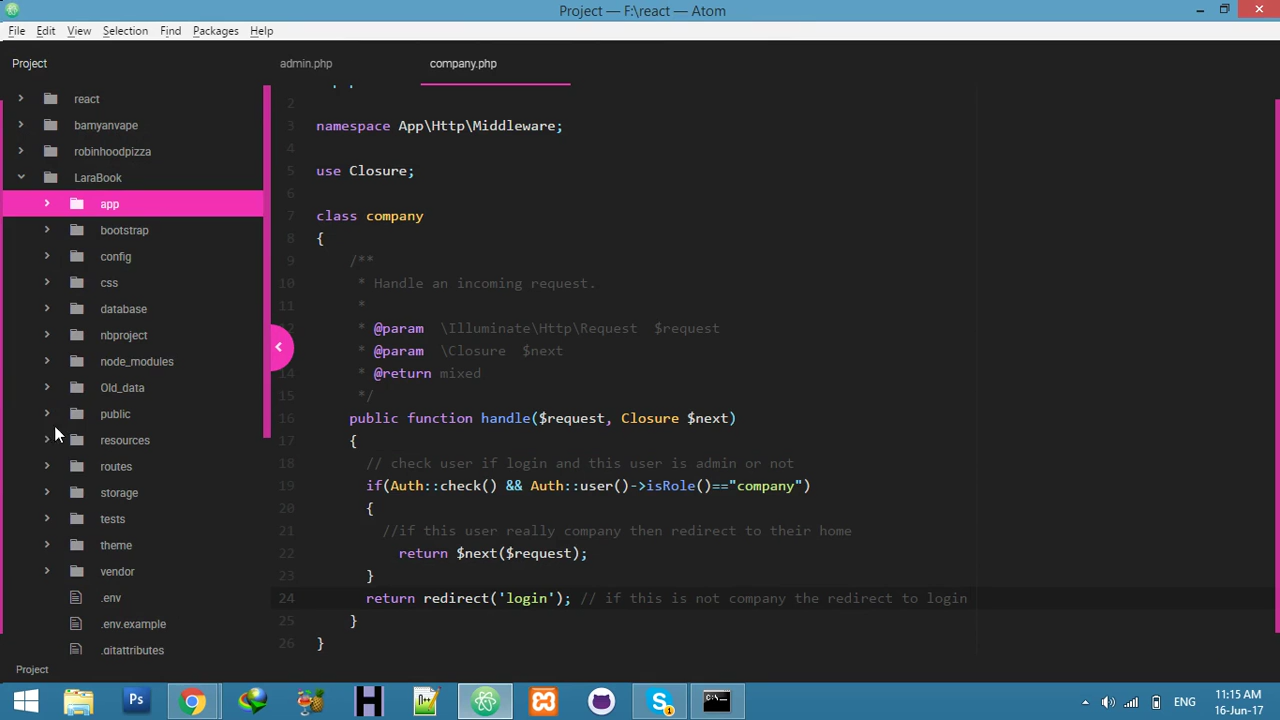 Project — F:\react — Atom
File Edit View Selection Find Packages Help
Project
admin.php company.php
react
bamyanvape
robinhoodpizza
LaraBook
app
bootstrap
config
css
database
nbproject
node_modules
Old_data
public
resources
routes
storage
tests
theme
vendor
.env
.env.example
.gitattributes
2
3 namespace App\Http\Middleware;
4
5 use Closure;
6
7 class company
8 {
9 /**
10 * Handle an incoming request.
11 *
12 * @param \Illuminate\Http\Request $request
13 * @param \Closure $next
14 * @return mixed
15 */
16 public function handle($request, Closure $next)
17 {
18 // check user if login and this user is admin or not
19 if(Auth::check() && Auth::user()->isRole()=="company")
20 {
21 //if this user really company then redirect to their home
22 return $next($request);
23 }
24 return redirect('login'); // if this is not company the redirect to login
25 }
26 }
Project
Ps
H
S 1
C:\
ENG
11:15 AM
16-Jun-17